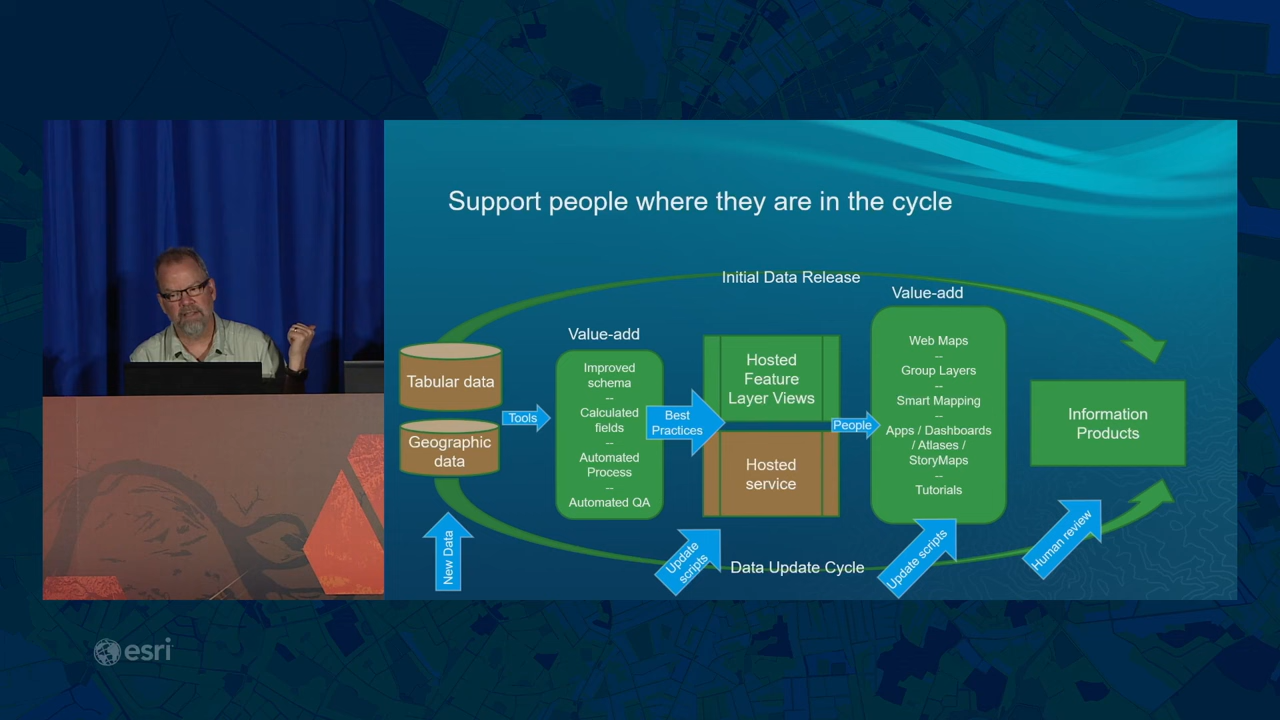 Support people where they are in the cycle
Initial Data Release
Value-add
Value-add
Tabular data
Geographic
data
Tools
Improved
schema
--
Calculated
fields
--
Automated
Process
--
Automated QA
Best
Practices
Hosted
Feature
Layer Views
Hosted
service
People
Web Maps
--
Group Layers
--
Smart Mapping
--
Apps / Dashboards
/ Atlases /
StoryMaps
--
Tutorials
Information
Products
New Data
Update
scripts
Data Update Cycle
Update scripts
Human review
esri